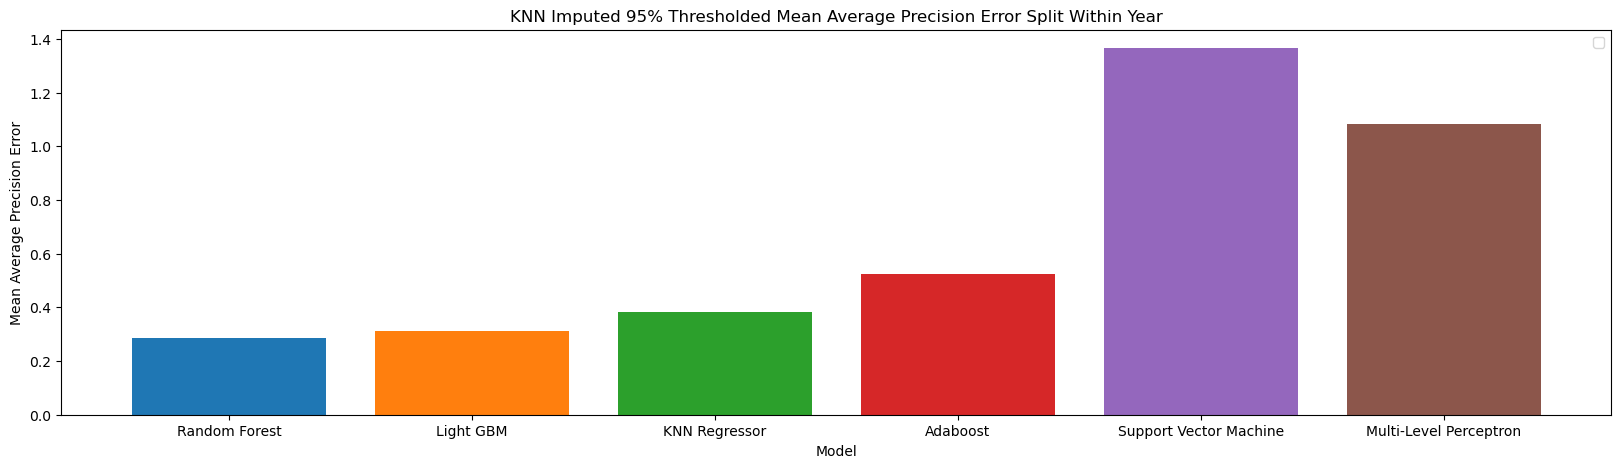 KNN Imputed 95% Thresholded Mean Average Precision Error Split Within Year
Mean Average Precision Error
1.4
1.2
1.0
0.8
0.6
0.4
0.2
0.0
Random Forest
Light GBM
KNN Regressor
Adaboost
Support Vector Machine
Multi-Level Perceptron
Model